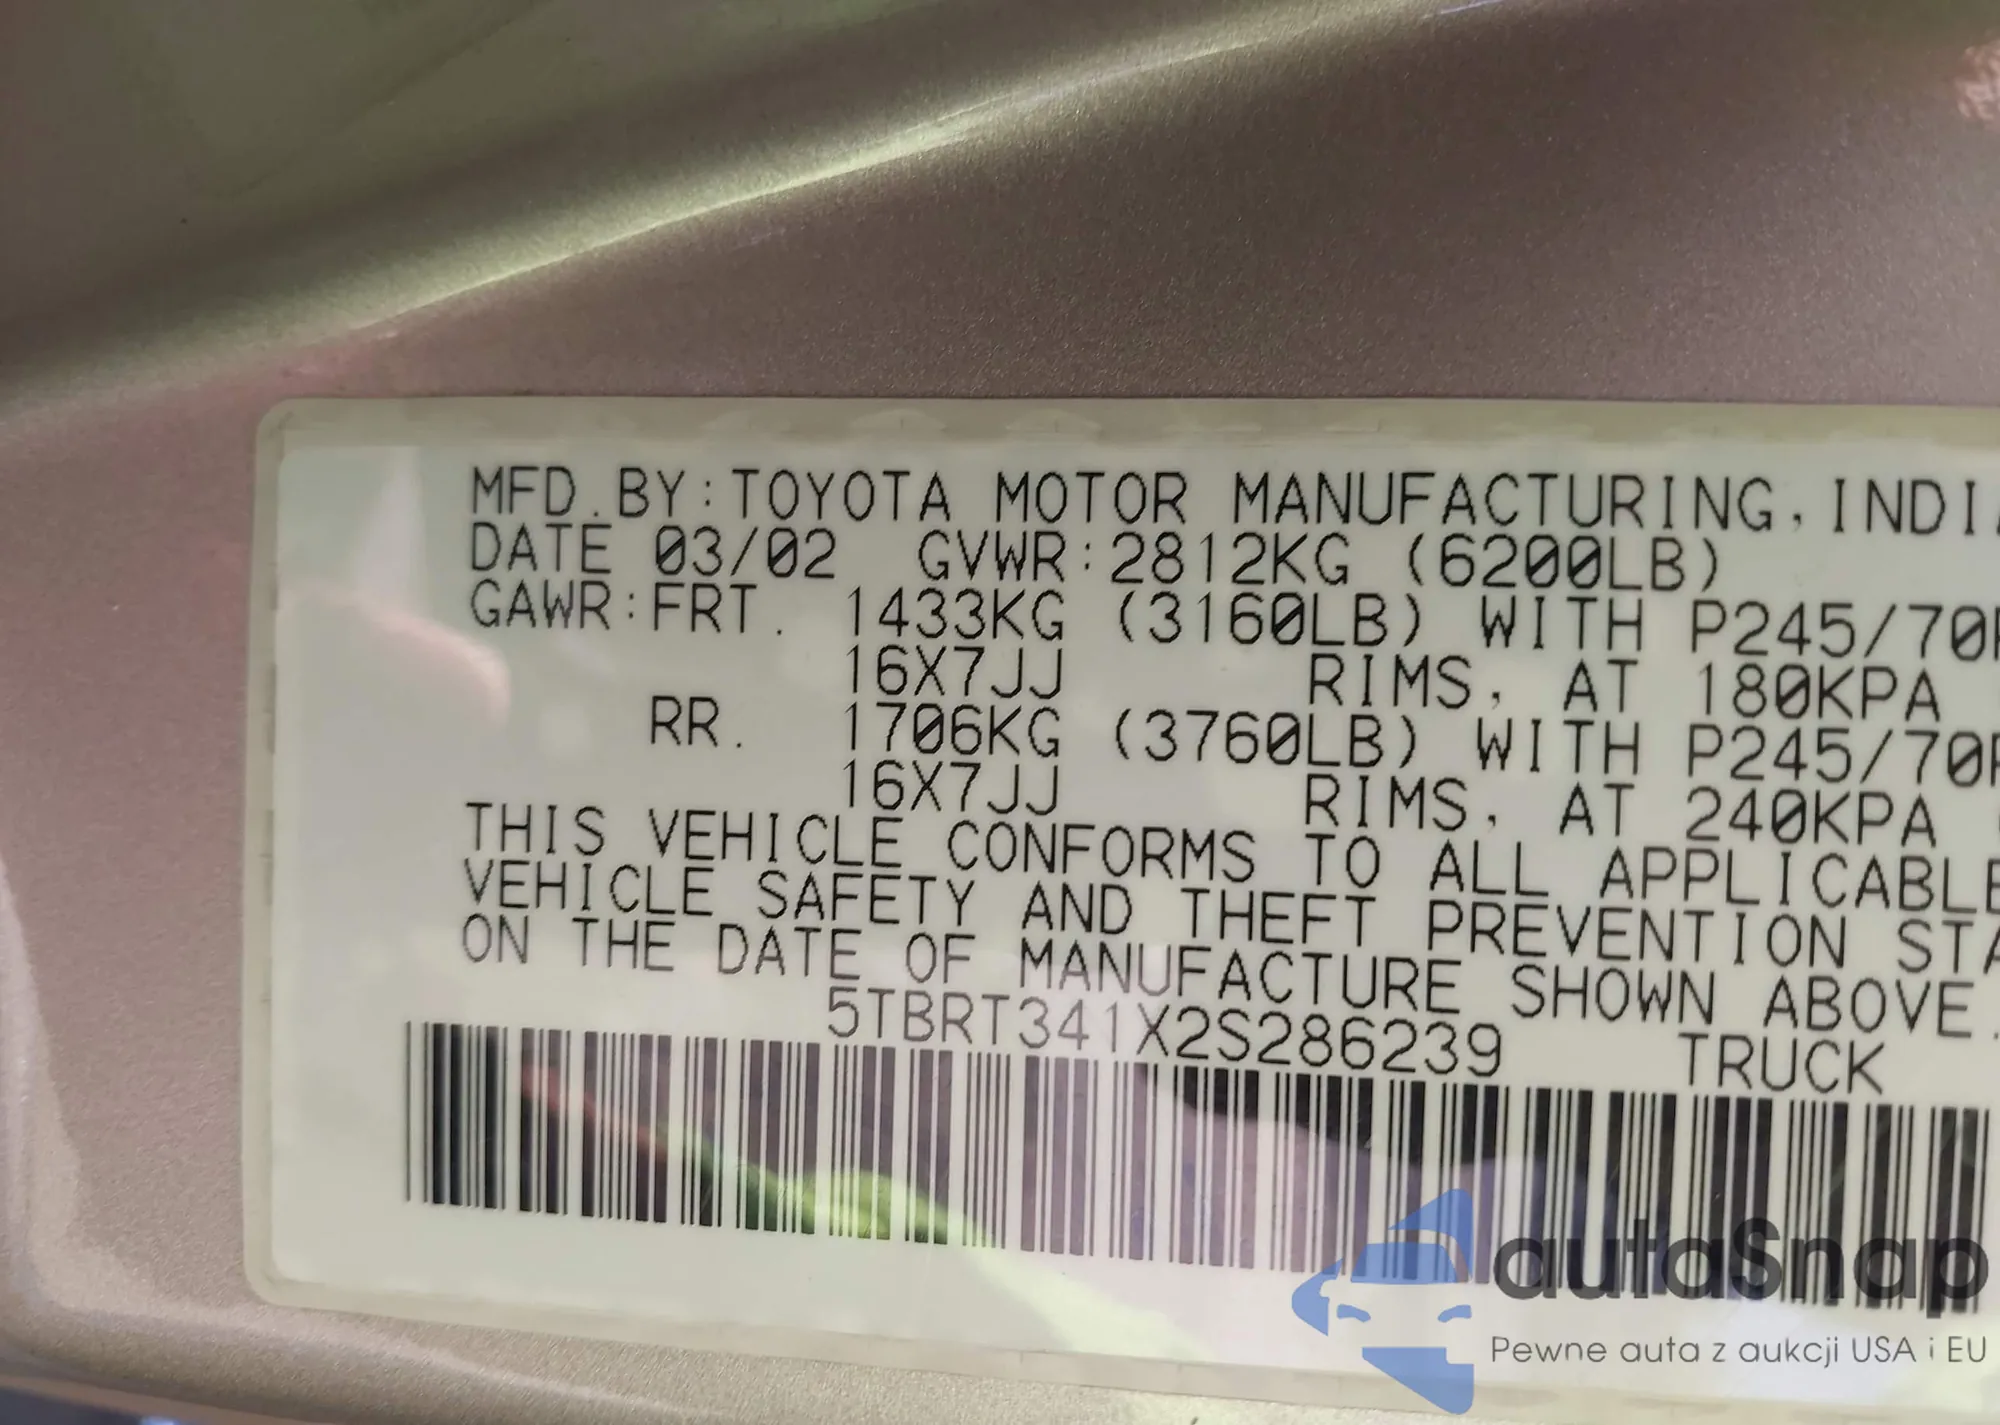 MFD.BY:TOYOTA MOTOR MANUFACTURING,INDI
DATE 03/02 GVWR:2812KG (6200LB)
GAWR:FRT. 1433KG (3160LB) WITH P245/70
16X7JJ RIMS, AT 180KPA
RR. 1706KG (3760LB) WITH P245/70
16X7JJ RIMS, AT 240KPA
THIS VEHICLE CONFORMS TO ALL APPLICABLE
VEHICLE SAFETY AND THEFT PREVENTION STA
ON THE DATE OF MANUFACTURE SHOWN ABOVE.
5TBRT341X2S286239 TRUCK
autaSnap
Pewne auta z aukcji USA i EU